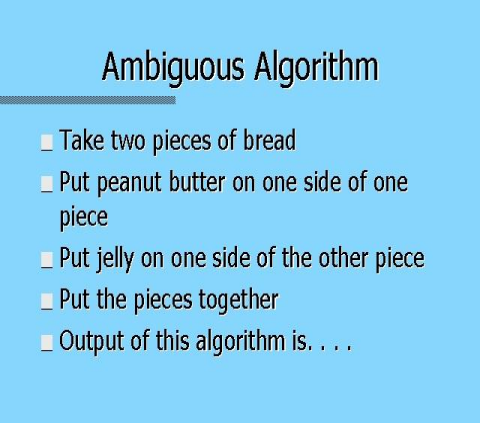 Ambiguous Algorithm
Take two pieces of bread
Put peanut butter on one side of one
piece
Put jelly on one side of the other piece
Put the pieces together
Output of this algorithm is. . . .